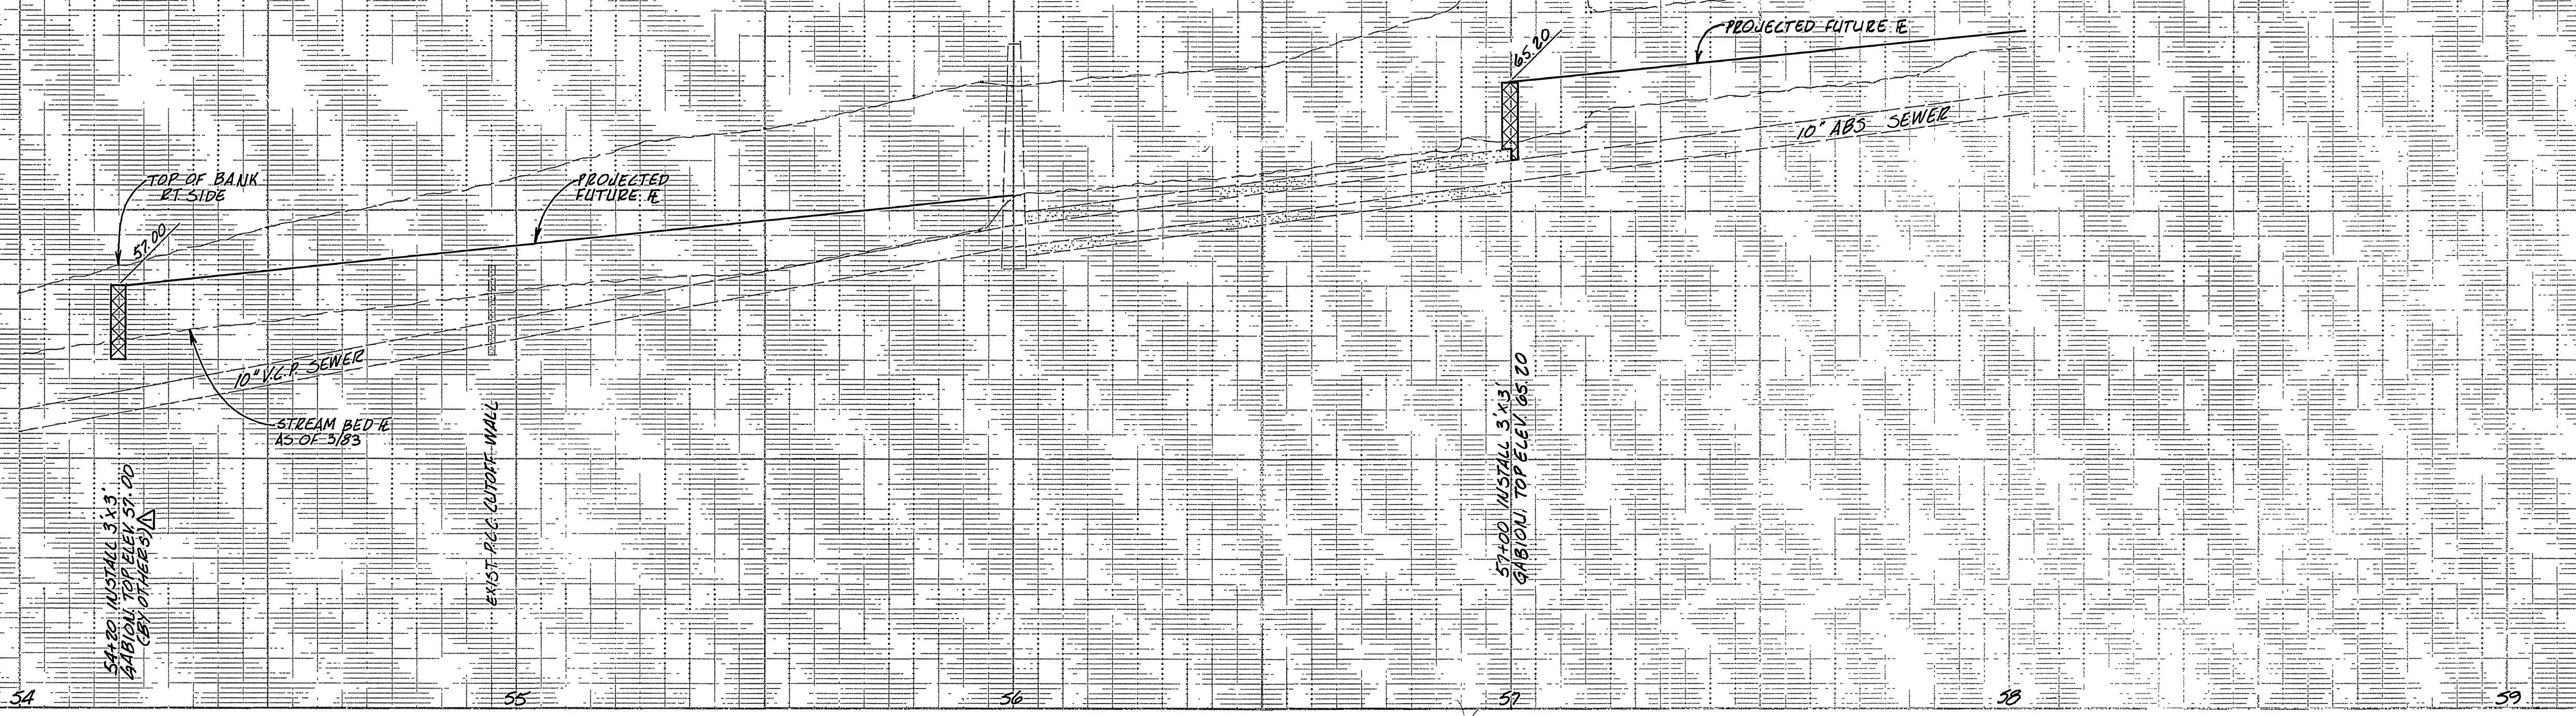 65.20
PROJECTED FUTURE ℄
10" ABS SEWER
TOP OF BANK
RT SIDE
PROJECTED
FUTURE ℄
57.00
10" V.C.P. SEWER
STREAM BED ℄
AS OF 3/83
54+20 INSTALL 3'X3'
GABION. TOP ELEV. 57.00
(BY OTHERS) 1
EXIST. P.C.C. CUTOFF WALL
57+00 INSTALL 3'X3'
GABION. TOP ELEV. 65.20
54
55
56
57
58
59